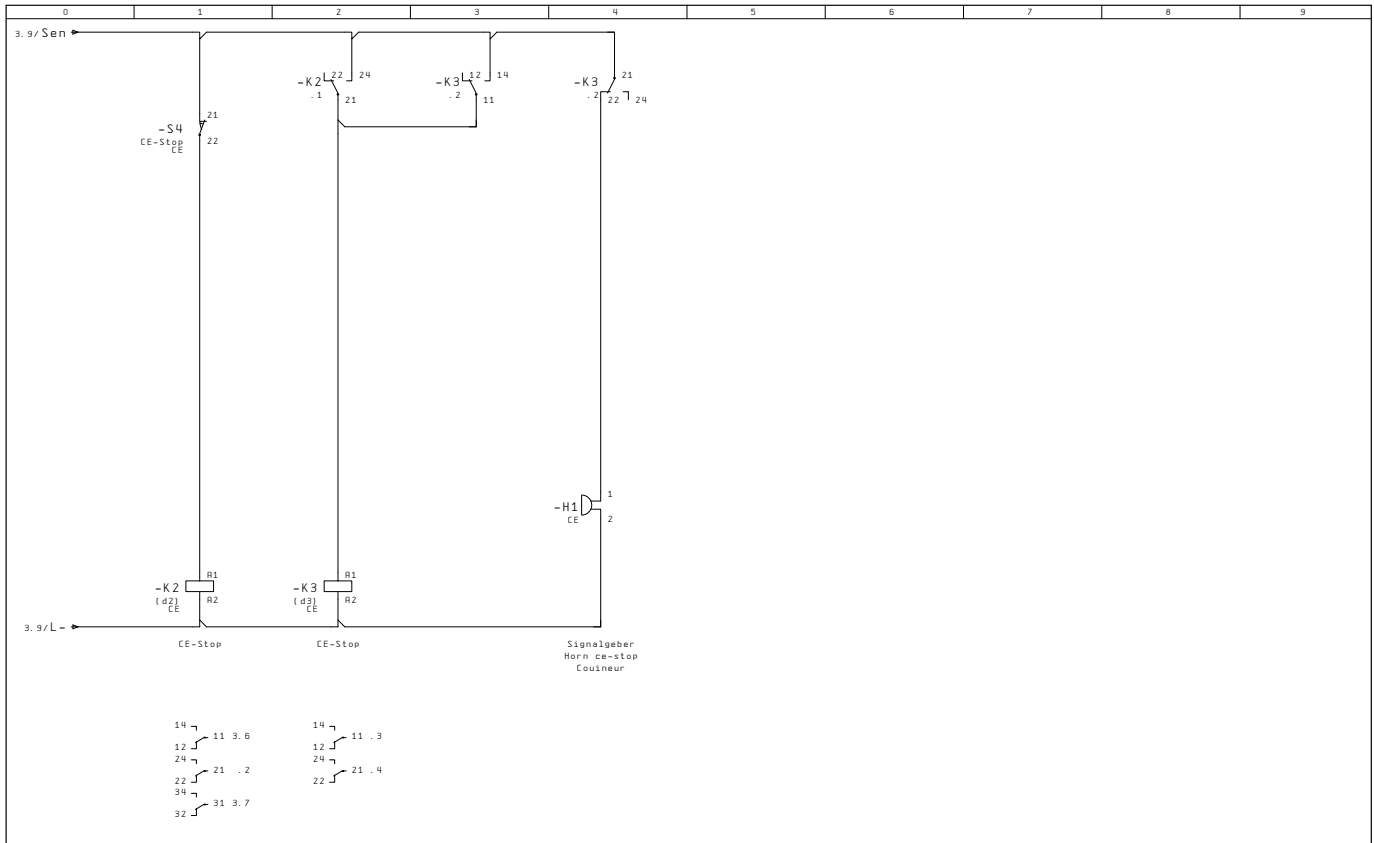 0 1 2 3 4 5 6 7 8 9
3.9/Sen
-K2 22 24
.1 21
-K3 12 14
.2 11
-K3 21
.2 22 24
-S4 21
CE-Stop 22
CE
-H1 1
CE 2
-K2 A1
(d2) A2
CE
-K3 A1
(d3) A2
CE
3.9/L-
CE-Stop
CE-Stop
Signalgeber
Horn ce-stop
Couineur
14
11 3.6
12
24
21 .2
22
34
31 3.7
32
14
11 .3
12
24
21 .4
22